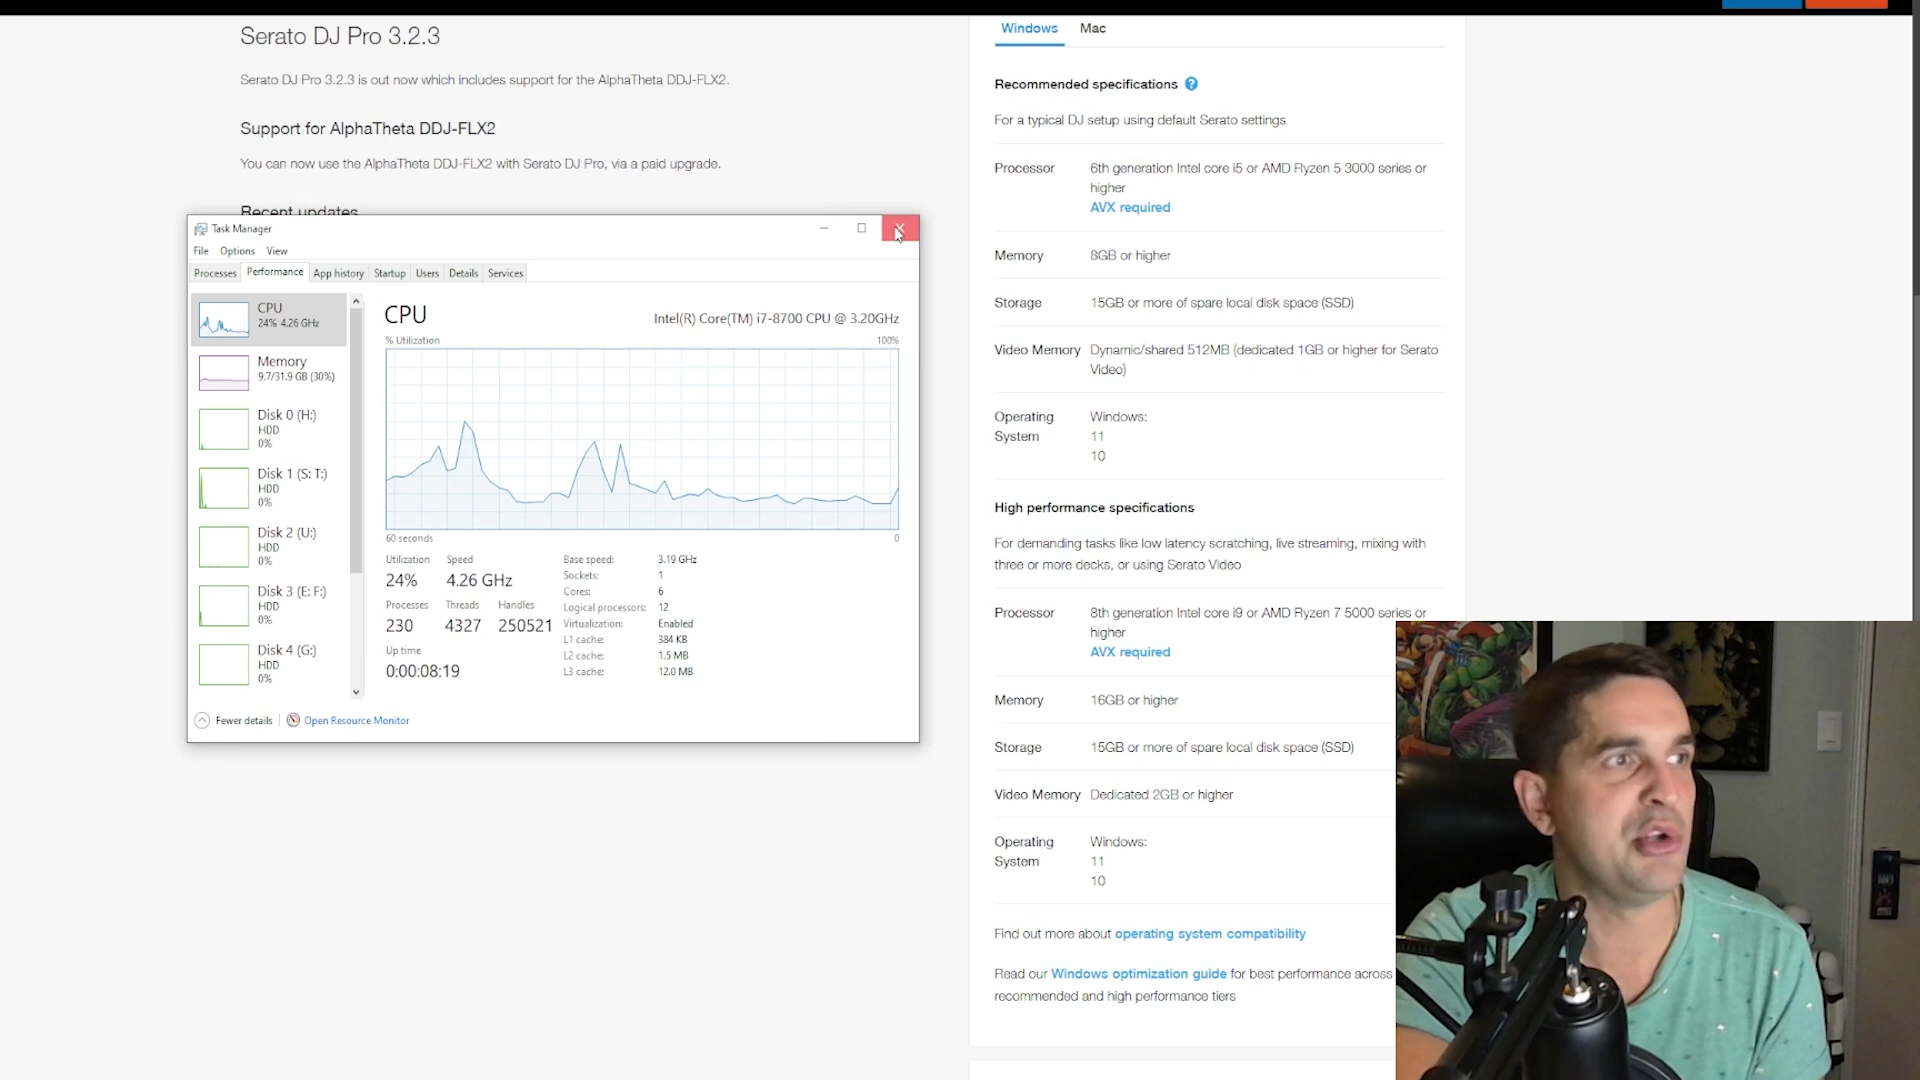 Serato DJ Pro 3.2.3
Serato DJ Pro 3.2.3 is out now which includes support for the AlphaTheta DDJ-FLX2.
Support for AlphaTheta DDJ-FLX2
You can now use the AlphaTheta DDJ-FLX2 with Serato DJ Pro, via a paid upgrade.
Recent updates
Task Manager
File Options View
Processes Performance App history Startup Users Details Services
CPU
24% 4.26 GHz
Memory
9.7/31.9 GB (30%)
Disk 0 (H:)
HDD
0%
Disk 1 (S: T:)
HDD
0%
Disk 2 (U:)
HDD
0%
Disk 3 (E: F:)
HDD
0%
Disk 4 (G:)
HDD
0%
CPU
Intel(R) Core(TM) i7-8700 CPU @ 3.20GHz
% Utilization 100%
60 seconds 0
Utilization Speed
24% 4.26 GHz
Processes Threads Handles
230 4327 250521
Up time
0:00:08:19
Base speed: 3.19 GHz
Sockets: 1
Cores: 6
Logical processors: 12
Virtualization: Enabled
L1 cache: 384 KB
L2 cache: 1.5 MB
L3 cache: 12.0 MB
Fewer details Open Resource Monitor
Windows Mac
Recommended specifications ?
For a typical DJ setup using default Serato settings
Processor 6th generation Intel core i5 or AMD Ryzen 5 3000 series or
higher
AVX required
Memory 8GB or higher
Storage 15GB or more of spare local disk space (SSD)
Video Memory Dynamic/shared 512MB (dedicated 1GB or higher for Serato
Video)
Operating Windows:
System 11
10
High performance specifications
For demanding tasks like low latency scratching, live streaming, mixing with
three or more decks, or using Serato Video
Processor 8th generation Intel core i9 or AMD Ryzen 7 5000 series or
higher
AVX required
Memory 16GB or higher
Storage 15GB or more of spare local disk space (SSD)
Video Memory Dedicated 2GB or higher
Operating Windows:
System 11
10
Find out more about operating system compatibility
Read our Windows optimization guide for best performance across
recommended and high performance tiers